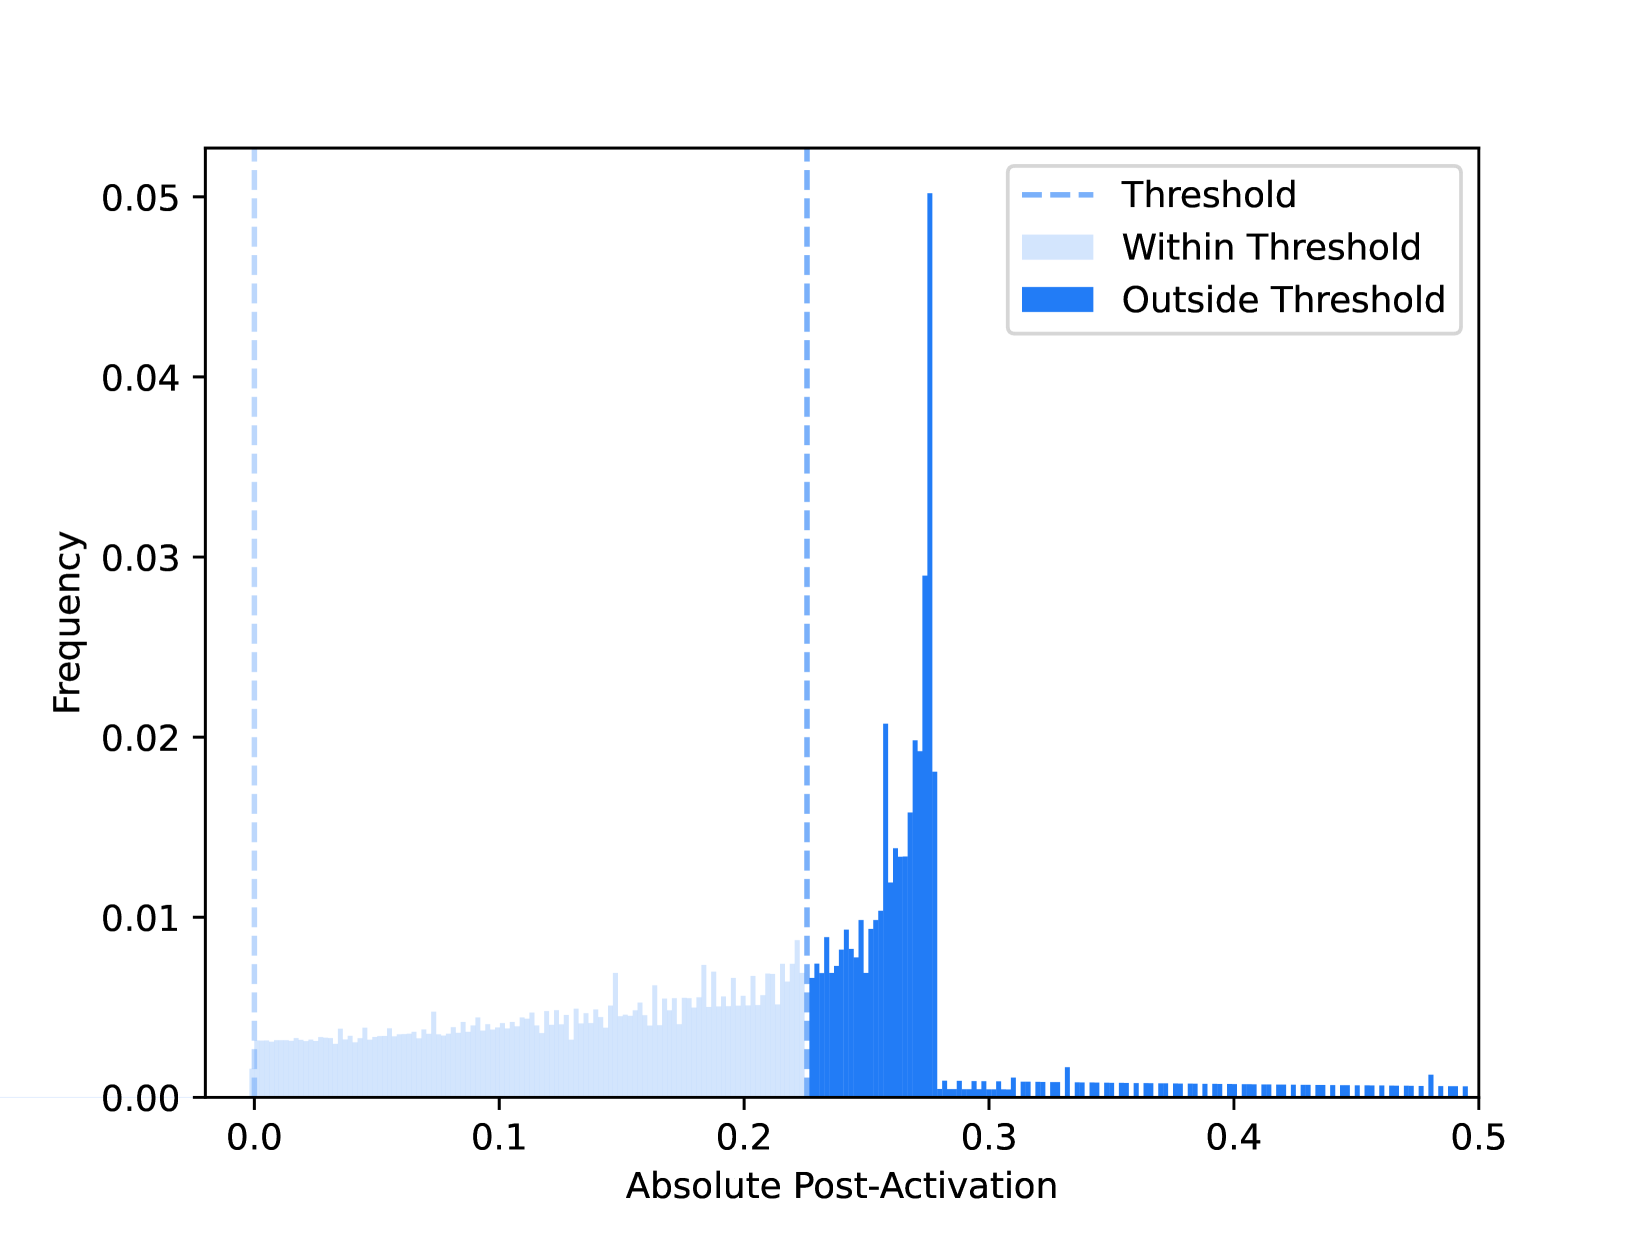 Threshold
Within Threshold
Outside Threshold
0.05
0.04
0.03
0.02
0.01
0.00
Frequency
0.0 0.1 0.2 0.3 0.4 0.5
Absolute Post-Activation